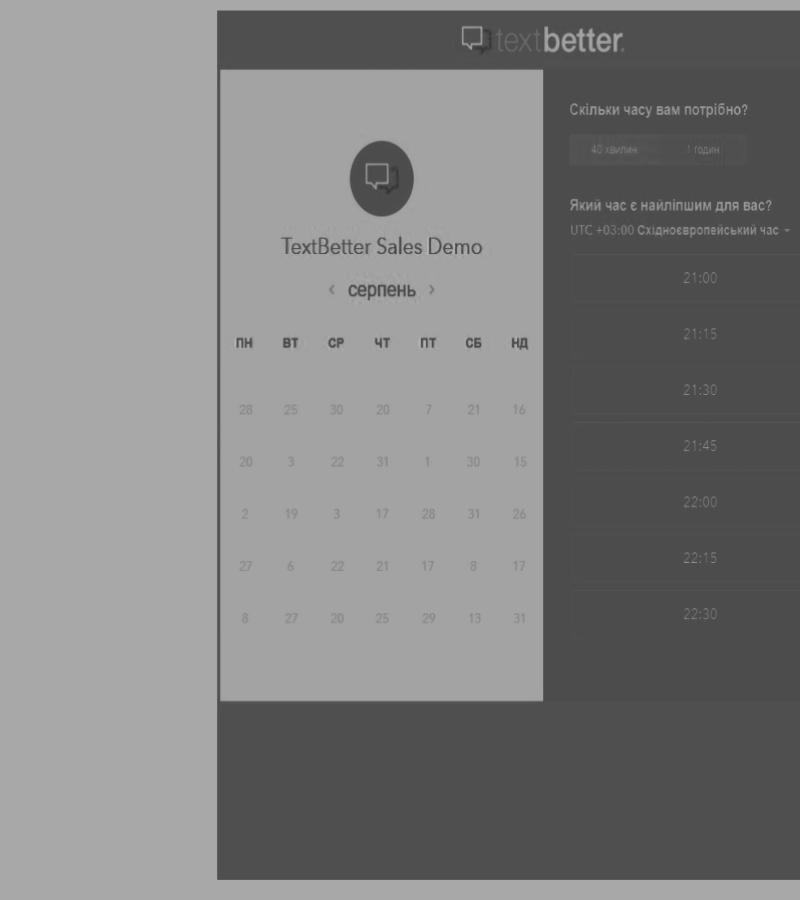 textbetter.
TextBetter Sales Demo
‹ серпень ›
ПН ВТ СР ЧТ ПТ СБ НД
28 25 30 20 7 21 16
20 3 22 31 1 30 15
2 19 3 17 28 31 26
27 6 22 21 17 8 17
8 27 20 25 29 13 31
Скільки часу вам потрібно?
40 хвилин 1 годин
Який час є найліпшим для вас?
UTC +03:00 Східноєвропейський час
21:00
21:15
21:30
21:45
22:00
22:15
22:30